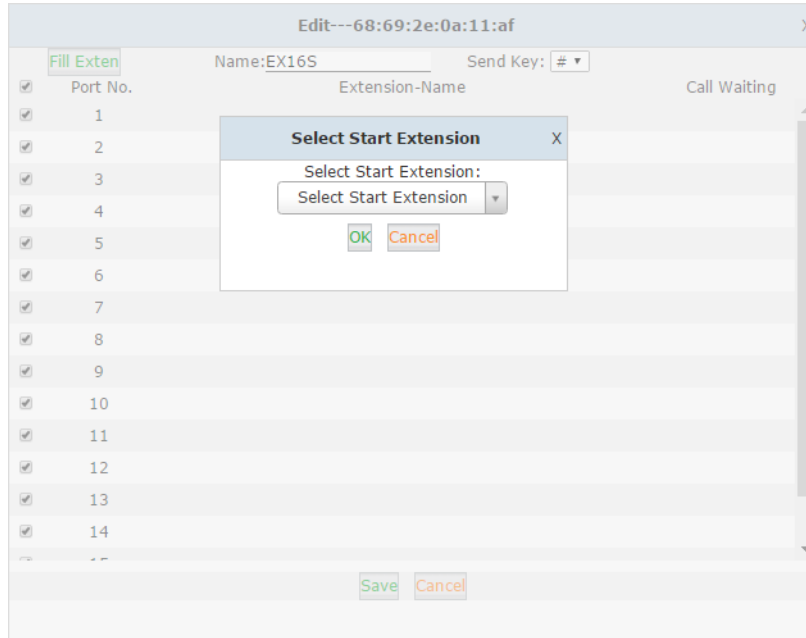 Edit---68:69:2e:0a:11:af X
Fill Exten Name:EX16S Send Key: #
Port No. Extension-Name Call Waiting
1
Select Start Extension X
2
Select Start Extension:
3
Select Start Extension
4
OK Cancel
5
6
7
8
9
10
11
12
13
14
Save Cancel